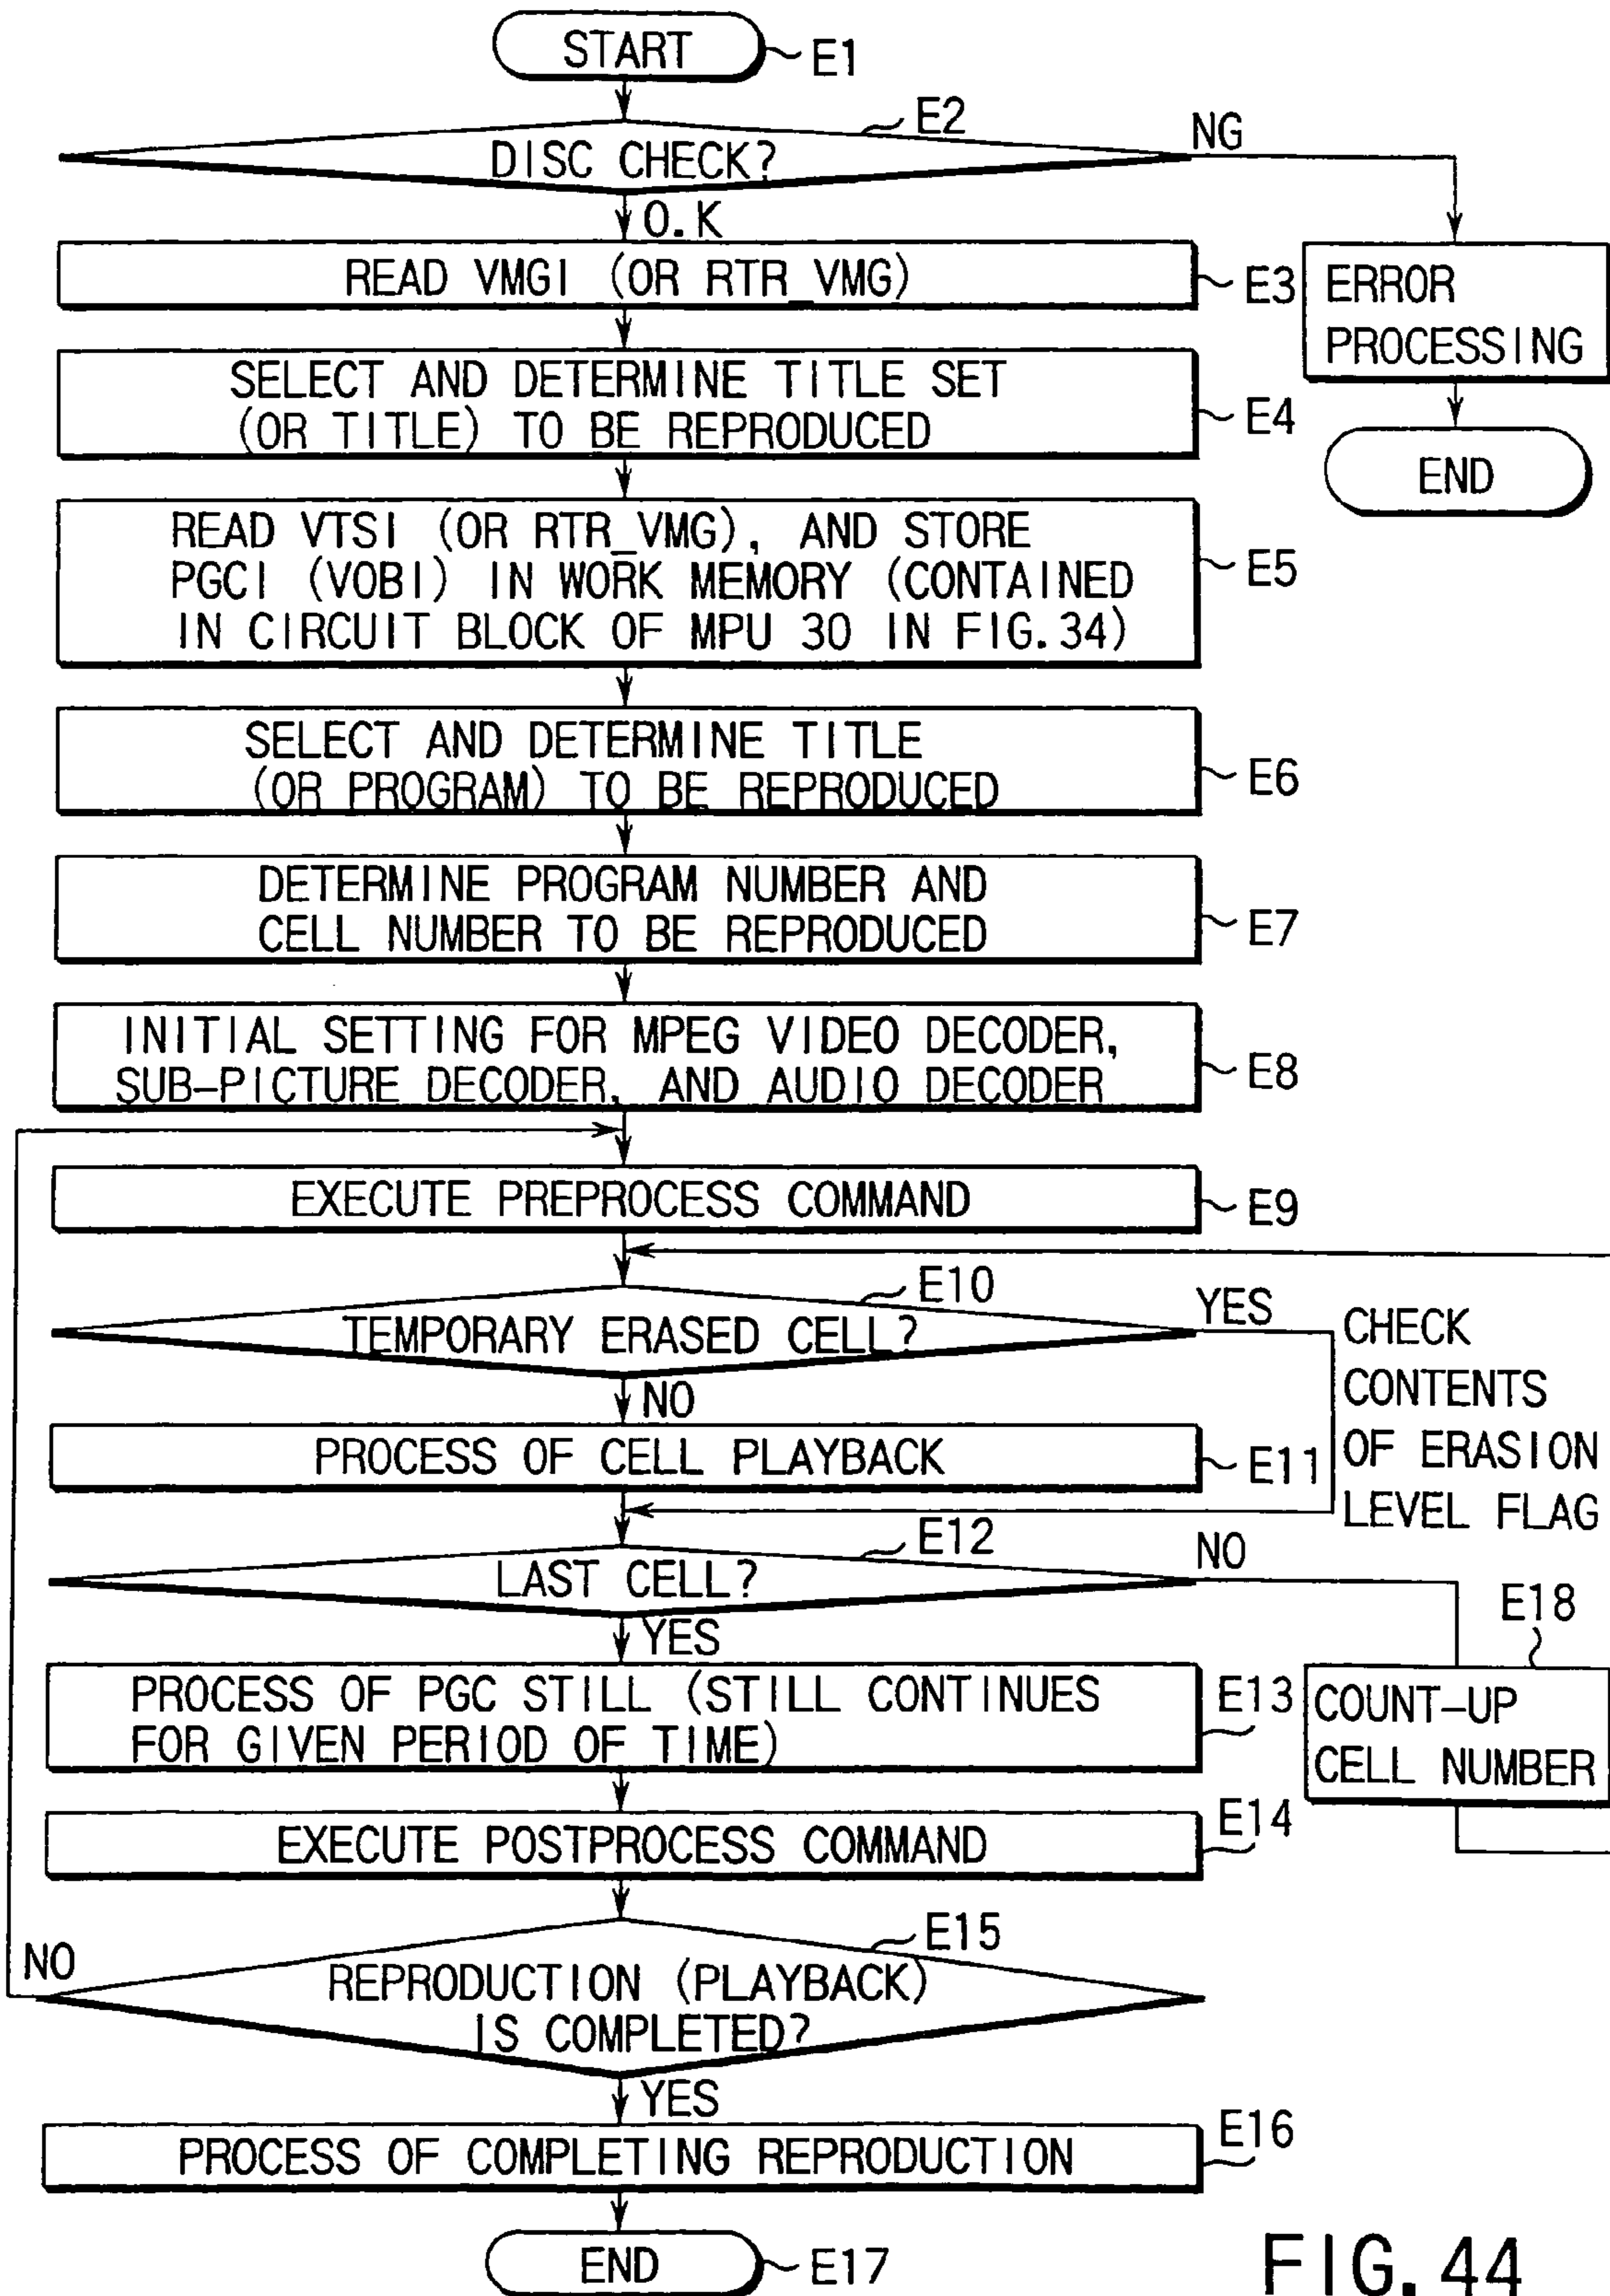 START
E1
E2
DISC CHECK?
NG
O.K
READ VMGI (OR RTR_VMG)
E3
ERROR
PROCESSING
END
SELECT AND DETERMINE TITLE SET
(OR TITLE) TO BE REPRODUCED
E4
READ VTSI (OR RTR_VMG), AND STORE
PGCI (VOBI) IN WORK MEMORY (CONTAINED
IN CIRCUIT BLOCK OF MPU 30 IN FIG.34)
E5
SELECT AND DETERMINE TITLE
(OR PROGRAM) TO BE REPRODUCED
E6
DETERMINE PROGRAM NUMBER AND
CELL NUMBER TO BE REPRODUCED
E7
INITIAL SETTING FOR MPEG VIDEO DECODER,
SUB-PICTURE DECODER, AND AUDIO DECODER
E8
EXECUTE PREPROCESS COMMAND
E9
E10
TEMPORARY ERASED CELL?
YES
NO
CHECK
CONTENTS
OF ERASION
LEVEL FLAG
PROCESS OF CELL PLAYBACK
E11
E12
LAST CELL?
NO
YES
E18
COUNT-UP
CELL NUMBER
PROCESS OF PGC STILL (STILL CONTINUES
FOR GIVEN PERIOD OF TIME)
E13
EXECUTE POSTPROCESS COMMAND
E14
E15
NO
REPRODUCTION (PLAYBACK)
IS COMPLETED?
YES
PROCESS OF COMPLETING REPRODUCTION
E16
END
E17
FIG.44